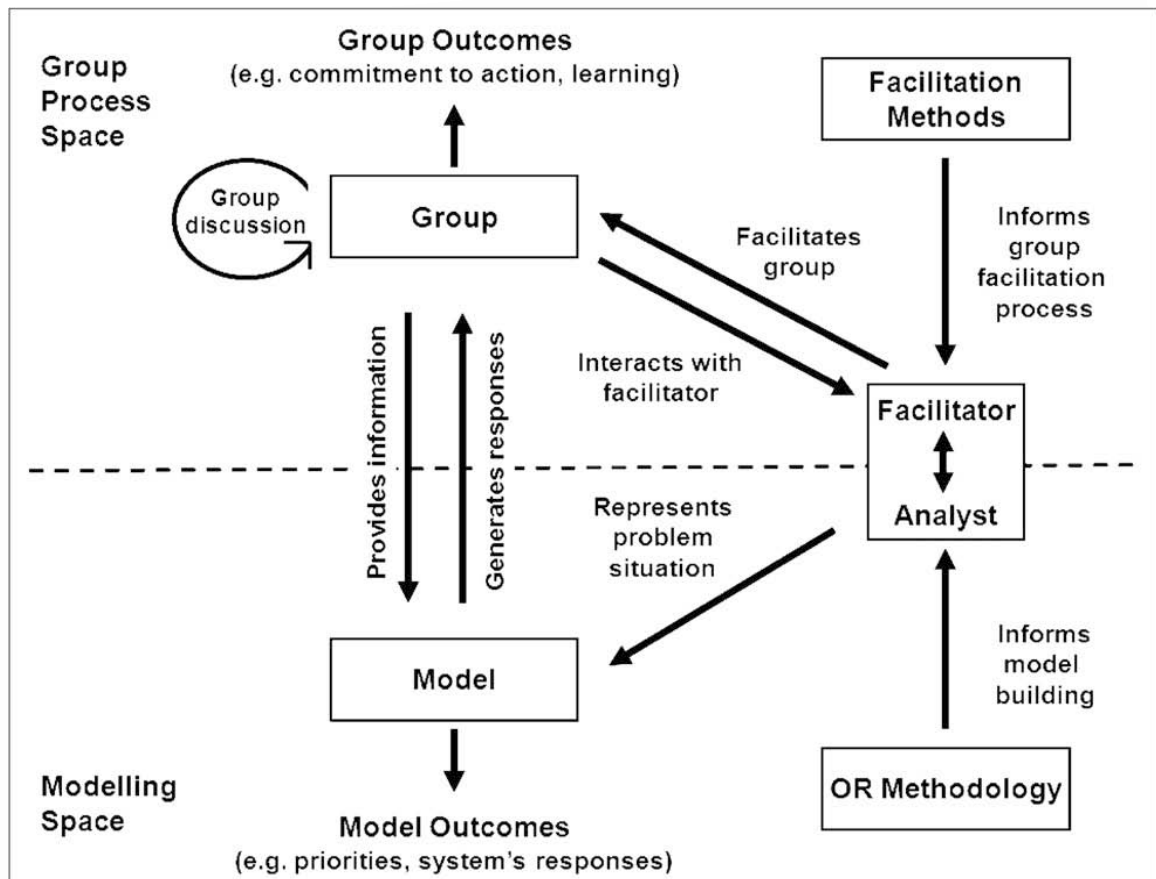 Group Outcomes
(e.g. commitment to action, learning)
Group
Process
Space
Facilitation
Methods
Group
discussion
Group
Facilitates
group
Informs
group
facilitation
process
Interacts with
facilitator
Provides information
Generates responses
Facilitator
Analyst
Represents
problem
situation
Informs
model
building
Model
OR Methodology
Modelling
Space
Model Outcomes
(e.g. priorities, system's responses)